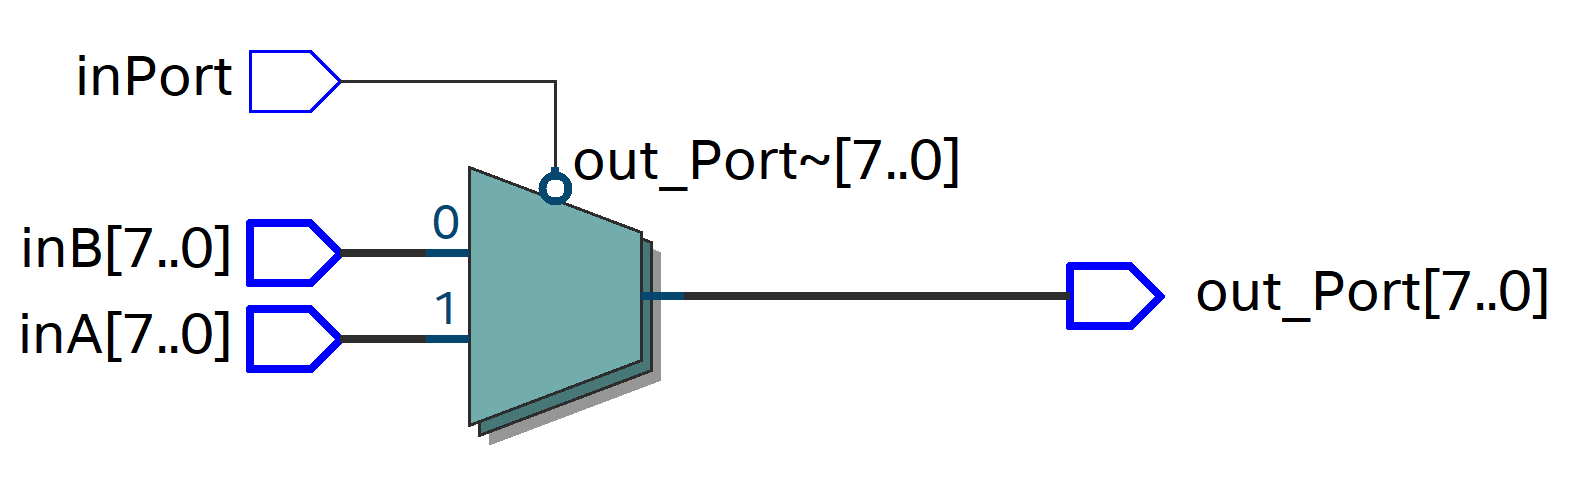 inPort
out_Port~[7..0]
0
inB[7..0]
1
inA[7..0]
out_Port[7..0]